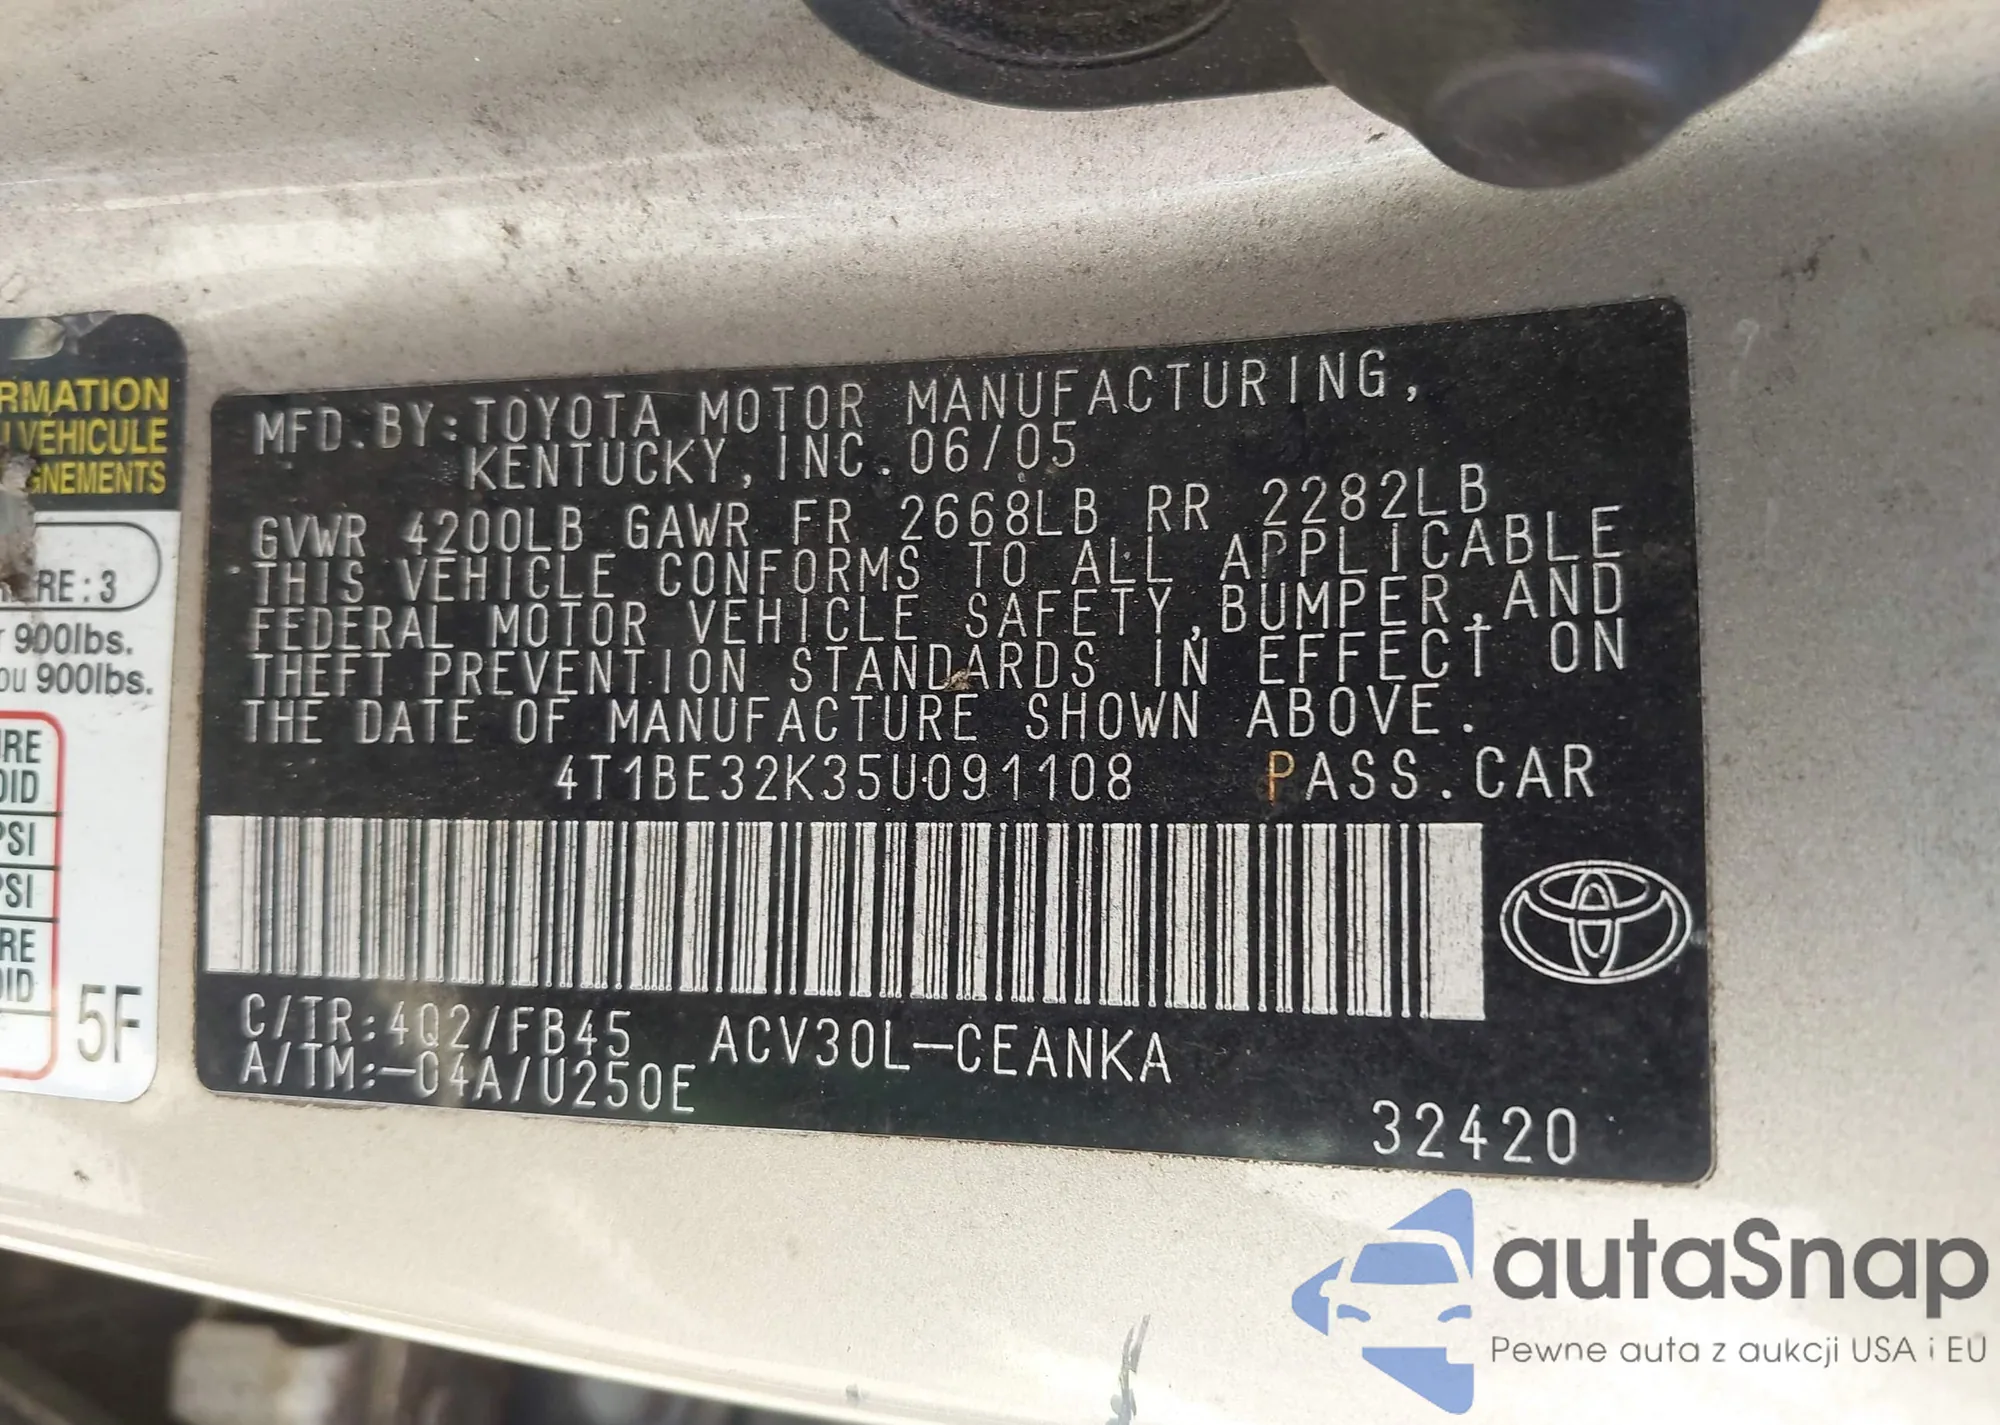 RMATION
VÉHICULE
GNEMENTS
RE : 3
900lbs.
ou 900lbs.
RE
OID
PSI
PSI
RE
OID
5F
MFD.BY:TOYOTA MOTOR MANUFACTURING,
KENTUCKY, INC. 06/05
GVWR 4200LB GAWR FR 2668LB RR 2282LB
THIS VEHICLE CONFORMS TO ALL APPLICABLE
FEDERAL MOTOR VEHICLE SAFETY,BUMPER,AND
THEFT PREVENTION STANDARDS IN EFFECT ON
THE DATE OF MANUFACTURE SHOWN ABOVE.
4T1BE32K35U091108 PASS.CAR
C/TR:4Q2/FB45 ACV30L-CEANKA
A/TM:-04A/U250E
32420
autaSnap
Pewne auta z aukcji USA i EU